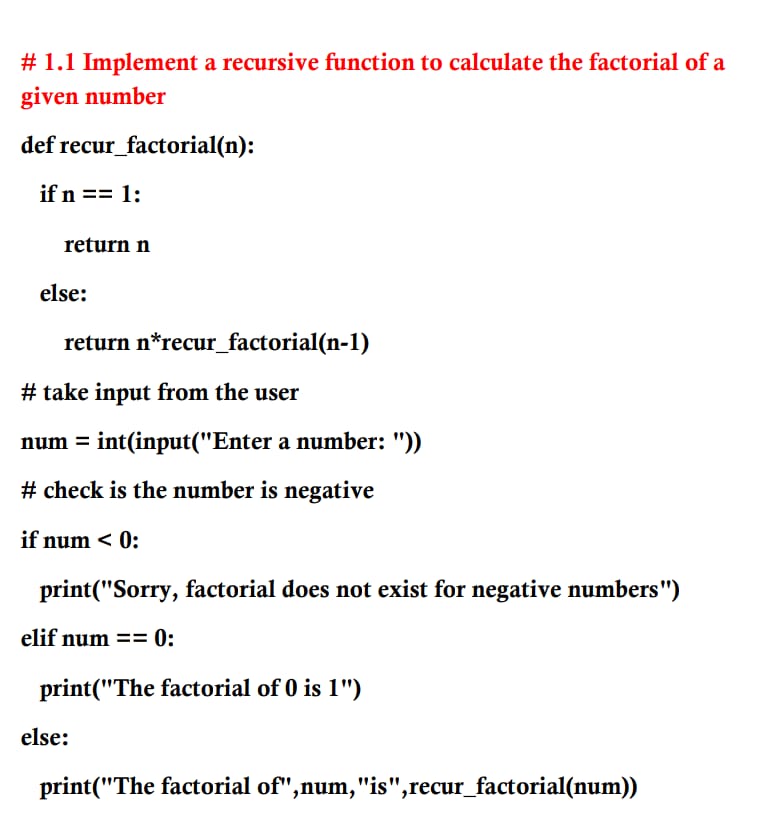 # 1.1 Implement a recursive function to calculate the factorial of a
given number
def recur_factorial(n):
if n == 1:
return n
else:
return n*recur_factorial(n-1)
# take input from the user
num = int(input("Enter a number: "))
# check is the number is negative
if num < 0:
print("Sorry, factorial does not exist for negative numbers")
elif num == 0:
print("The factorial of 0 is 1")
else:
print("The factorial of",num,"is",recur_factorial(num))